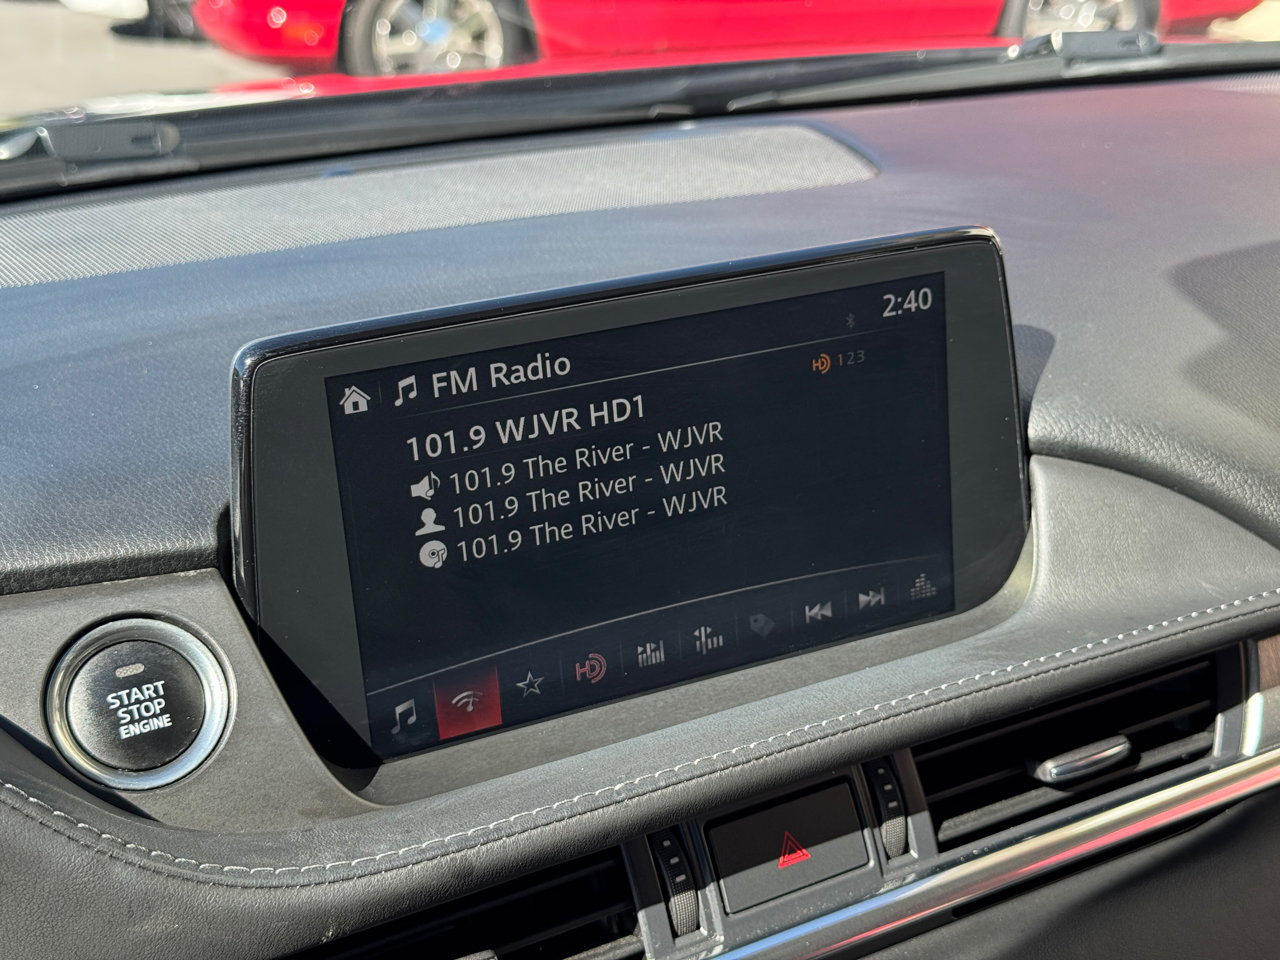 2:40
FM Radio
HD 123
101.9 WJVR HD1
101.9 The River - WJVR
101.9 The River - WJVR
101.9 The River - WJVR
HD
START
STOP
ENGINE